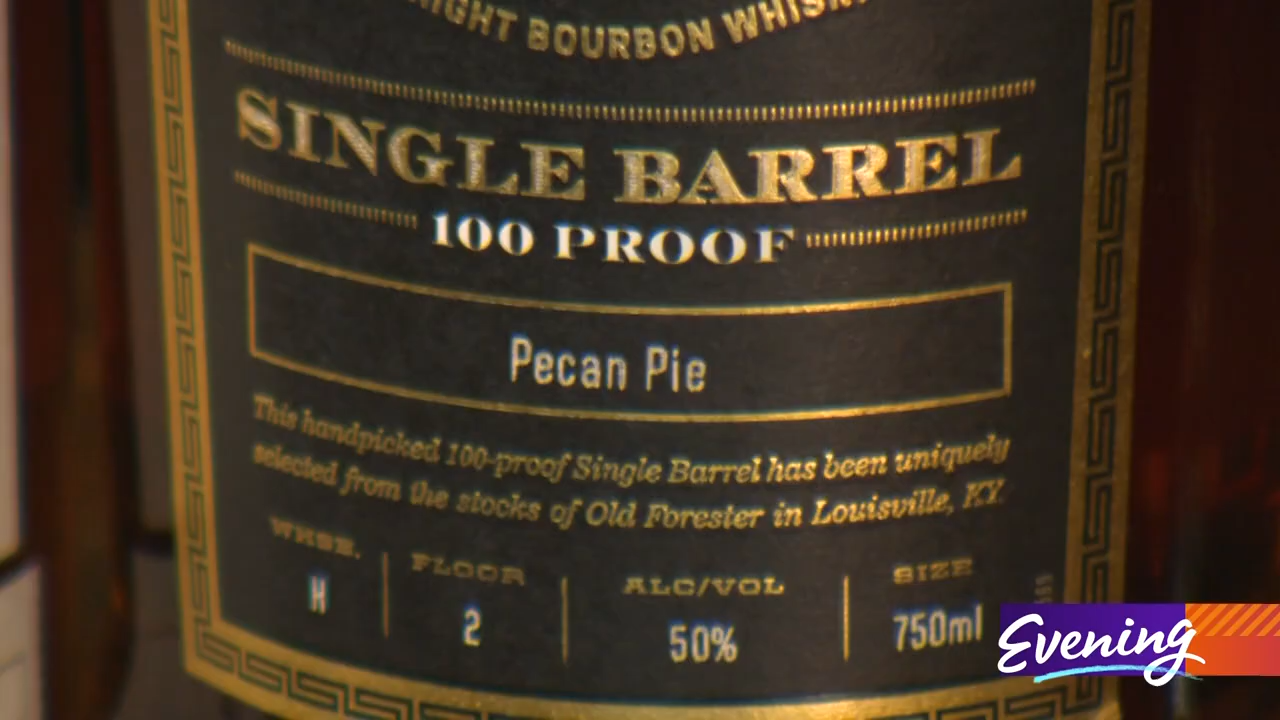 BOURBON
SINGLE BARREL
100 PROOF
Pecan Pie
This handpicked 100-proof Single Barrel has been uniquely
selected from the stocks of Old Forester in Louisville, KY.
WHSE. FLOOR ALC/VOL SIZE
H 2 50% 750ml
Evening